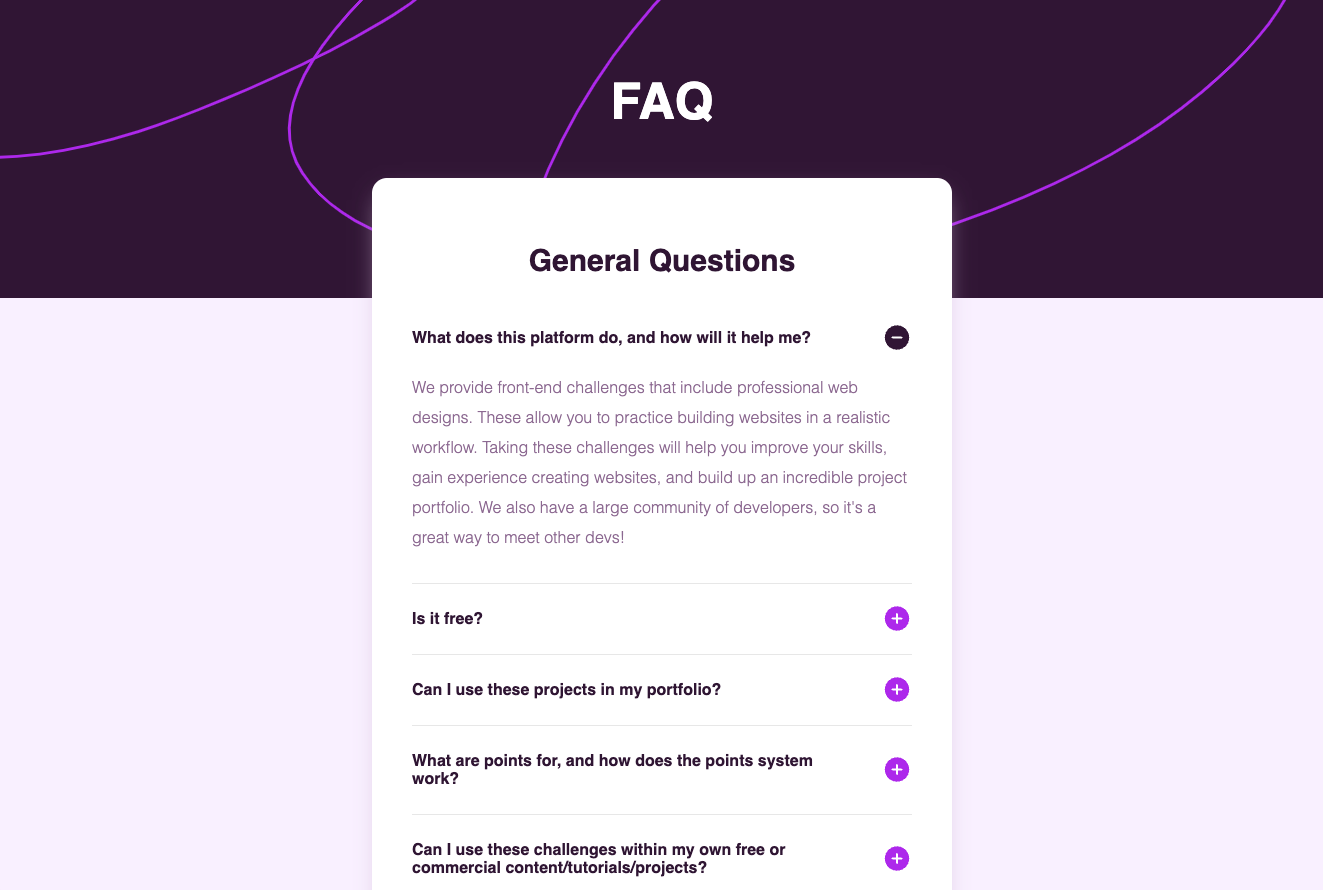 FAQ
General Questions
What does this platform do, and how will it help me?
We provide front-end challenges that include professional web
designs. These allow you to practice building websites in a realistic
workflow. Taking these challenges will help you improve your skills,
gain experience creating websites, and build up an incredible project
portfolio. We also have a large community of developers, so it's a
great way to meet other devs!
Is it free?
Can I use these projects in my portfolio?
What are points for, and how does the points system
work?
Can I use these challenges within my own free or
commercial content/tutorials/projects?